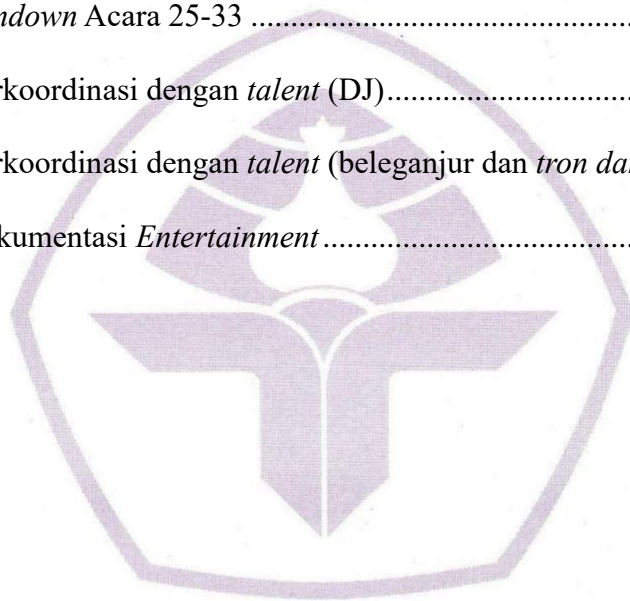 ndown Acara 25-33 ..........................................
rkoordinasi dengan talent (DJ)..........................
rkoordinasi dengan talent (beleganjur dan tron da
kumentasi Entertainment..................................